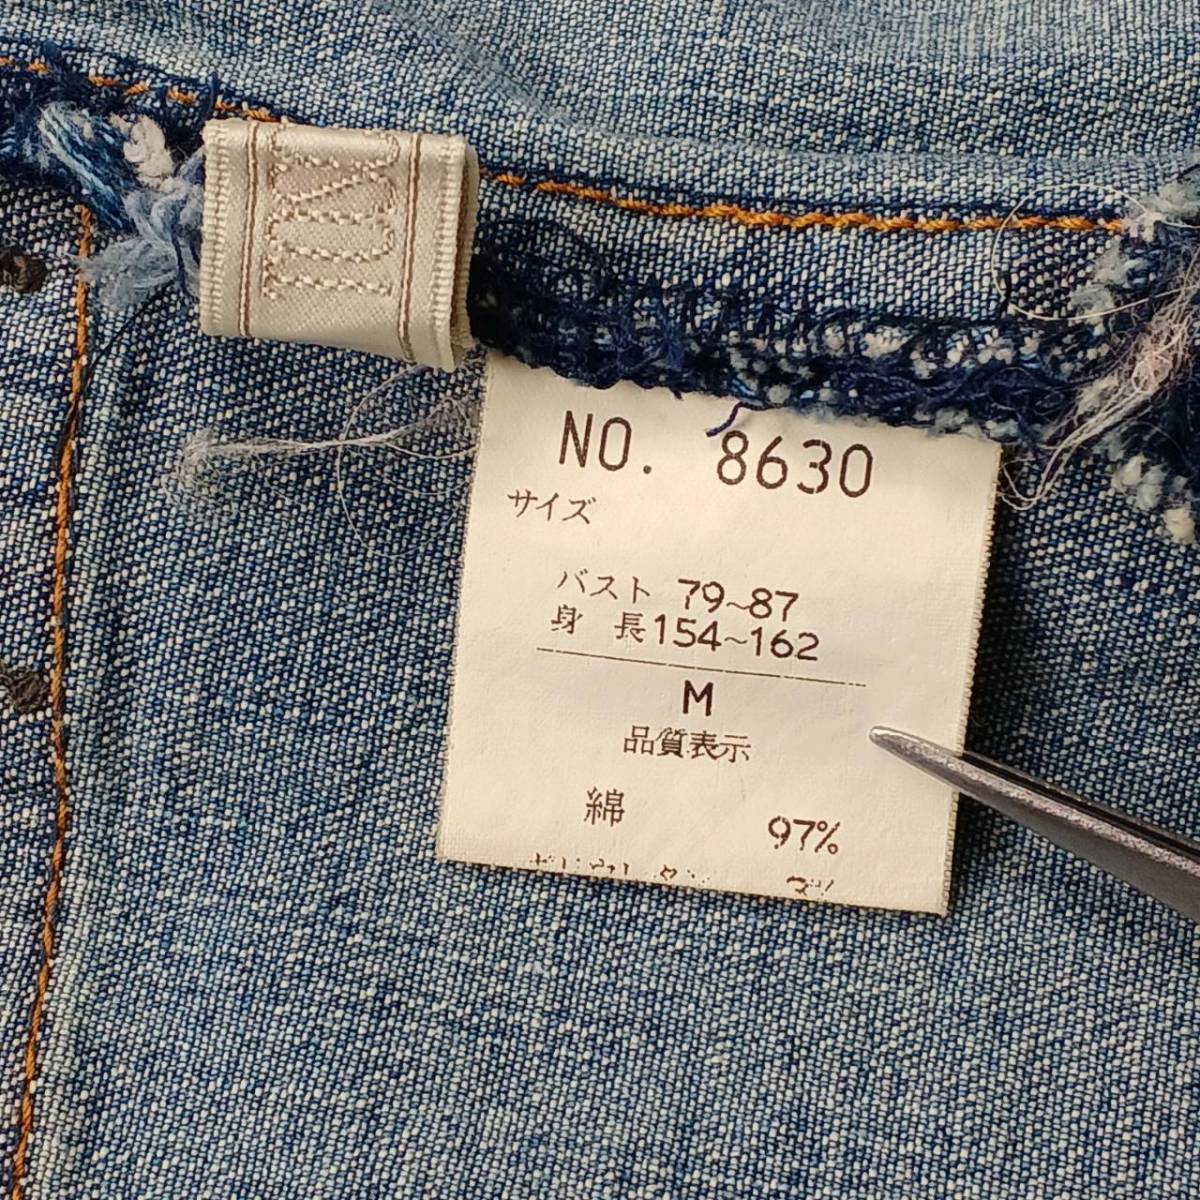 NO. 8630
サイズ
バスト 79~87
身 長 154~162
M
品質表示
綿 97%